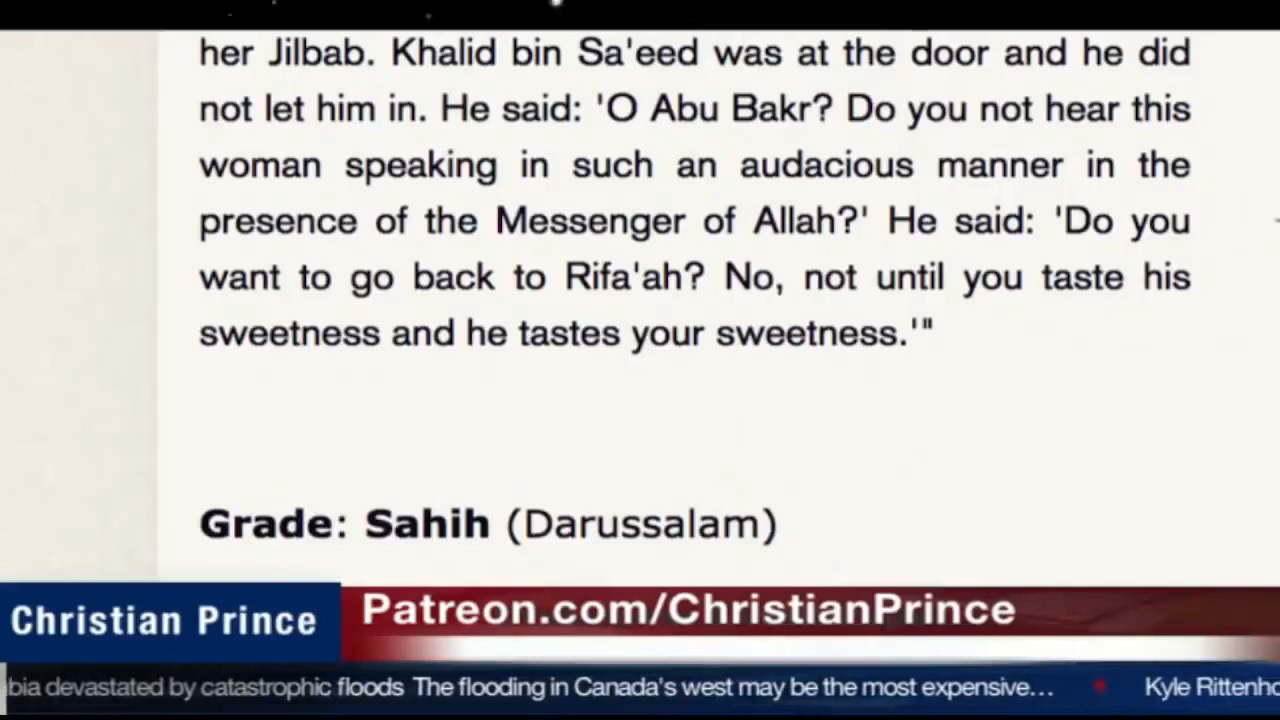 her Jilbab. Khalid bin Sa'eed was at the door and he did
not let him in. He said: 'O Abu Bakr? Do you not hear this
woman speaking in such an audacious manner in the
presence of the Messenger of Allah?' He said: 'Do you
want to go back to Rifa'ah? No, not until you taste his
sweetness and he tastes your sweetness.'"
Grade: Sahih (Darussalam)
Christian Prince
Patreon.com/ChristianPrince
bia devastated by catastrophic floods The flooding in Canada's west may be the most expensive... • Kyle Rittenho